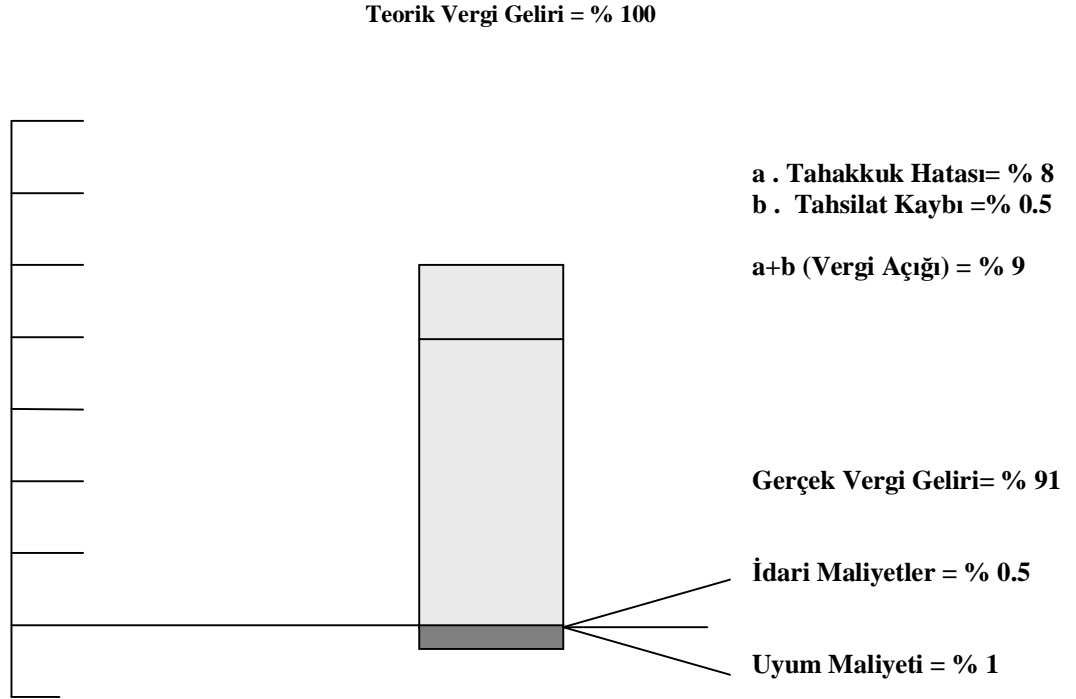 Teorik Vergi Geliri = % 100
a . Tahakkuk Hatası= % 8
b . Tahsilat Kaybı =% 0.5
a+b (Vergi Açığı) = % 9
Gerçek Vergi Geliri= % 91
İdari Maliyetler = % 0.5
Uyum Maliyeti = % 1